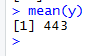 > mean(y)
[1] 443
>